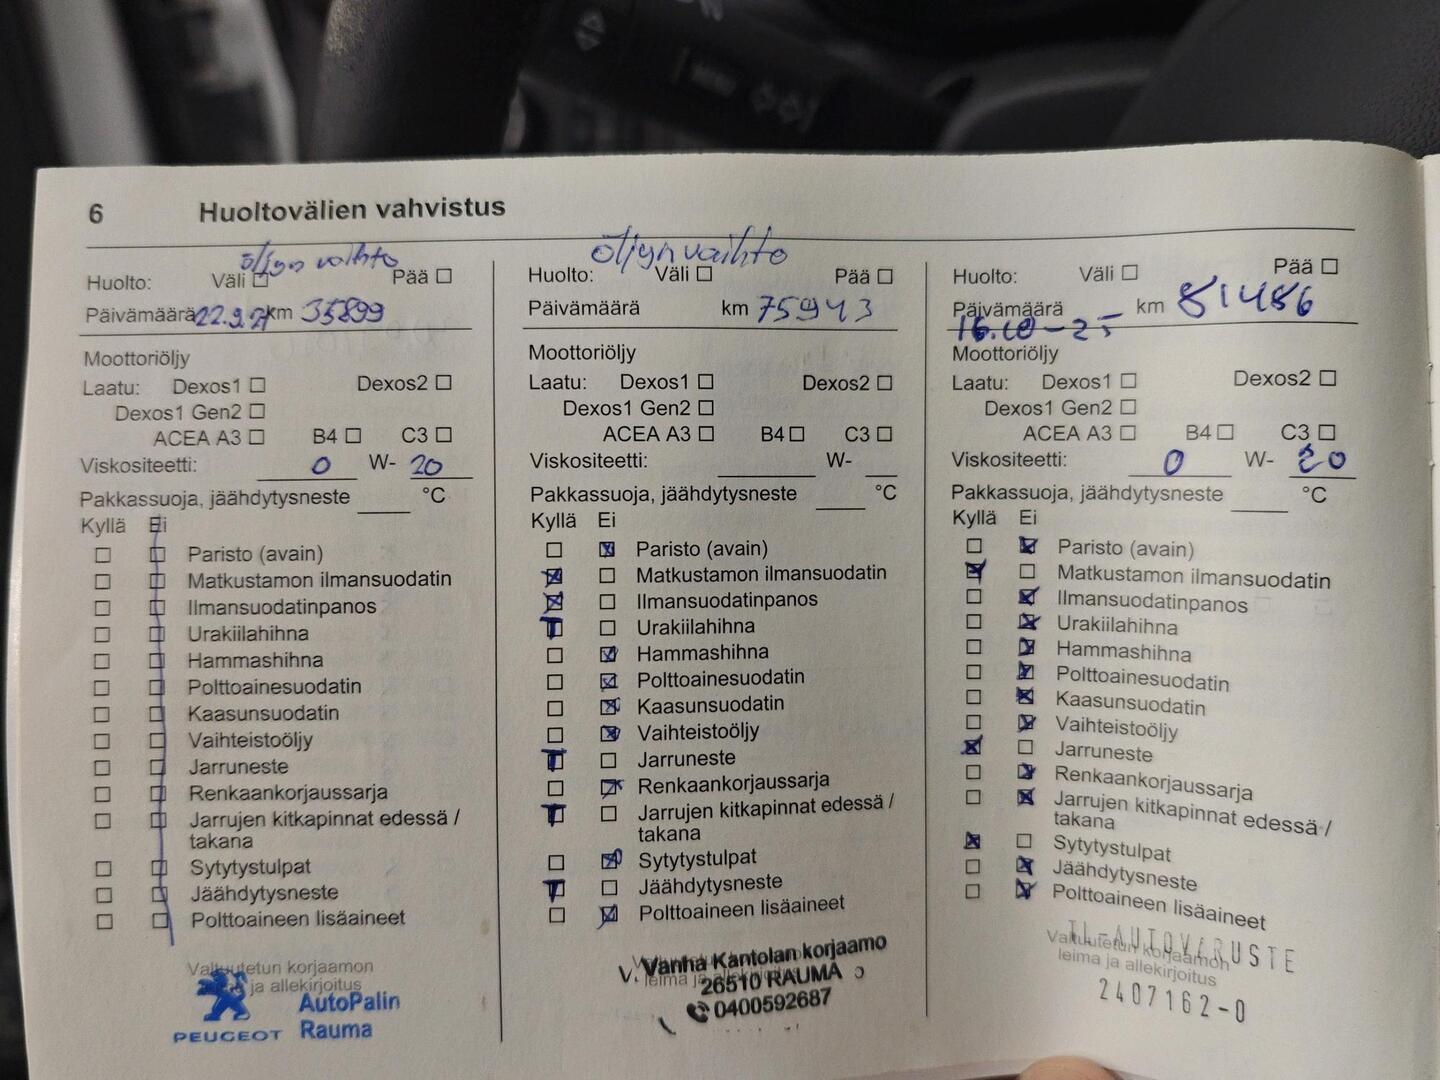 6 Huoltovälien vahvistus
öljyn vaihto
Huolto: Väli ☐ Pää ☐
Päivämäärä 22.9.21 km 35899
Moottoriöljy
Laatu: Dexos1 ☐ Dexos2 ☐
Dexos1 Gen2 ☐
ACEA A3 ☐ B4 ☐ C3 ☐
Viskositeetti: 0 W- 20
Pakkassuoja, jäähdytysneste °C
Kyllä Ei
Paristo (avain)
Matkustamon ilmansuodatin
Ilmansuodatinpanos
Urakiilahihna
Hammashihna
Polttoainesuodatin
Kaasunsuodatin
Vaihteistoöljy
Jarruneste
Renkaankorjaussarja
Jarrujen kitkapinnat edessä /
takana
Sytytystulpat
Jäähdytysneste
Polttoaineen lisäaineet
Valtuutetun korjaamon
leima ja allekirjoitus
AutoPalin
PEUGEOT Rauma
öljyn vaihto
Huolto: Väli ☐ Pää ☐
Päivämäärä km 75943
Moottoriöljy
Laatu: Dexos1 ☐ Dexos2 ☐
Dexos1 Gen2 ☐
ACEA A3 ☐ B4 ☐ C3 ☐
Viskositeetti: W-
Pakkassuoja, jäähdytysneste °C
Kyllä Ei
Paristo (avain)
Matkustamon ilmansuodatin
Ilmansuodatinpanos
T Urakiilahihna
Hammashihna
Polttoainesuodatin
Kaasunsuodatin
Vaihteistoöljy
T Jarruneste
Renkaankorjaussarja
T Jarrujen kitkapinnat edessä /
takana
Sytytystulpat
T Jäähdytysneste
Polttoaineen lisäaineet
Vanha Kantolan korjaamo
leima ja allekirjoitus
26510 RAUMA
0400592687
Huolto: Väli ☐ Pää ☐
Päivämäärä km 81486
16.10-25
Moottoriöljy
Laatu: Dexos1 ☐ Dexos2 ☐
Dexos1 Gen2 ☐
ACEA A3 ☐ B4 ☐ C3 ☐
Viskositeetti: 0 W- 20
Pakkassuoja, jäähdytysneste °C
Kyllä Ei
Paristo (avain)
Matkustamon ilmansuodatin
Ilmansuodatinpanos
Urakiilahihna
Hammashihna
Polttoainesuodatin
Kaasunsuodatin
Vaihteistoöljy
Jarruneste
Renkaankorjaussarja
Jarrujen kitkapinnat edessä /
takana
Sytytystulpat
Jäähdytysneste
Polttoaineen lisäaineet
TL-AUTOVARUSTE
Valtuutetun korjaamon
leima ja allekirjoitus
2407162-0